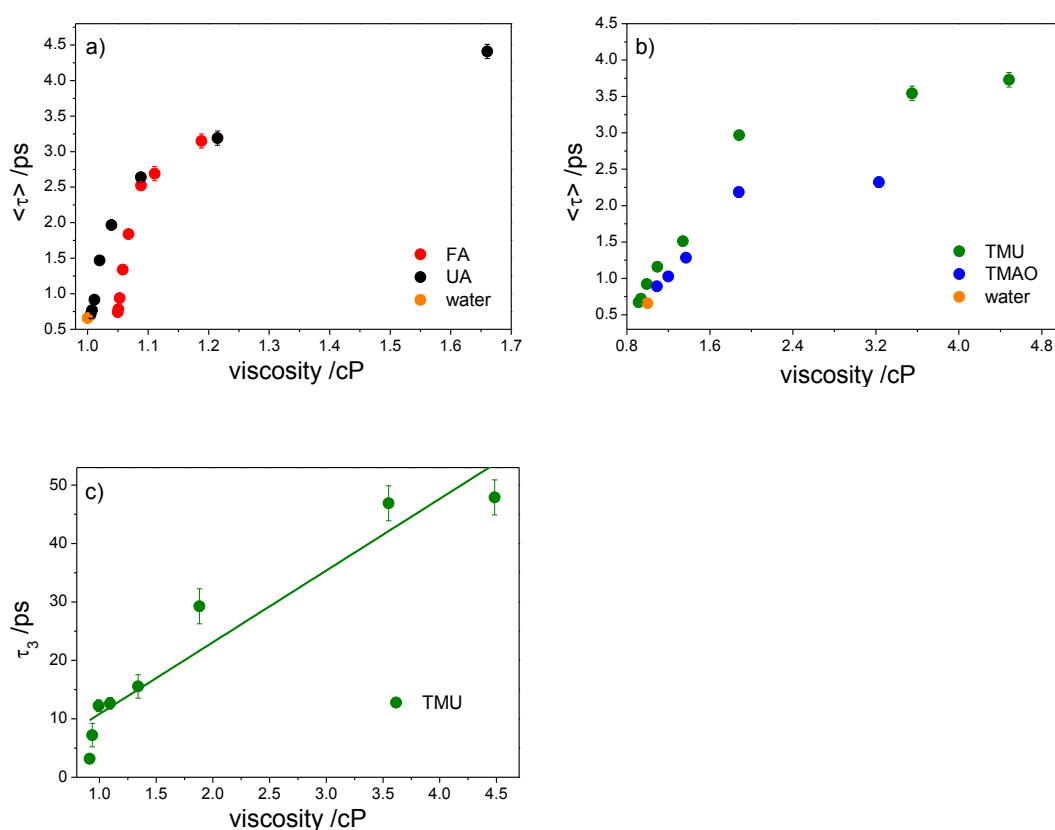 a)
4.5
4.0
3.5
3.0
2.5
2.0
1.5
1.0
0.5
<τ> /ps
FA
UA
water
1.0 1.1 1.2 1.3 1.4 1.5 1.6 1.7
viscosity /cP
b)
4.5
4.0
3.5
3.0
2.5
2.0
1.5
1.0
0.5
<τ> /ps
TMU
TMAO
water
0.8 1.6 2.4 3.2 4.0 4.8
viscosity /cP
c)
50
40
30
20
10
0
τ₃ /ps
TMU
1.0 1.5 2.0 2.5 3.0 3.5 4.0 4.5
viscosity /cP